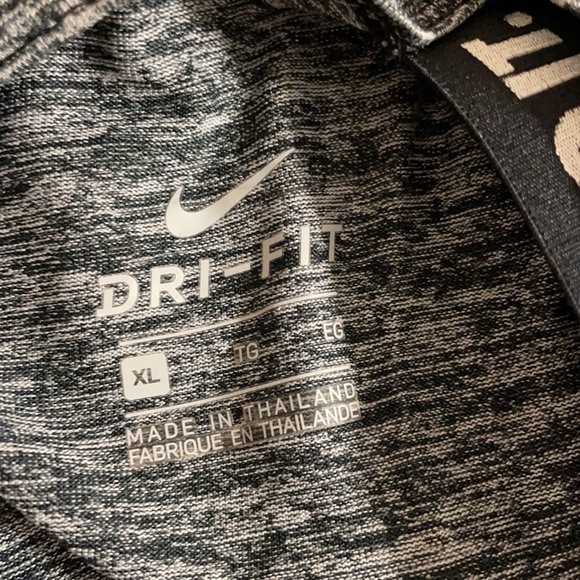 DRI-FIT
XL TG EG
MADE IN THAILAND
FABRIQUE EN THAILANDE